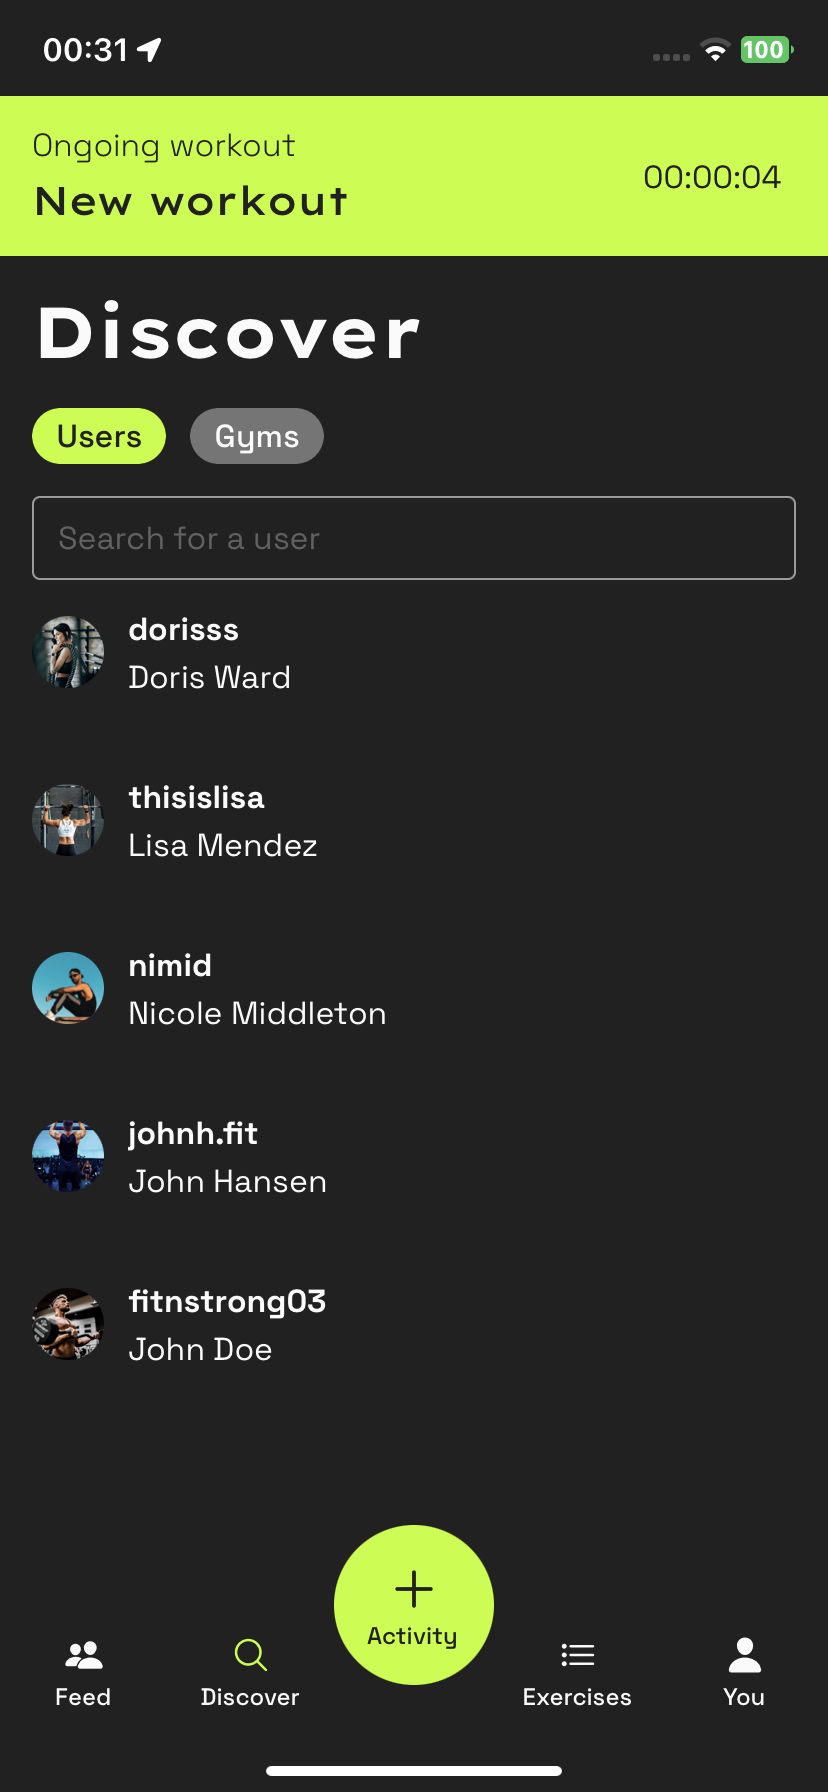 00:31
100
Ongoing workout
New workout
00:00:04
Discover
Users
Gyms
Search for a user
dorisss
Doris Ward
thisislisa
Lisa Mendez
nimid
Nicole Middleton
johnh.fit
John Hansen
fitnstrong03
John Doe
Activity
Feed
Discover
Exercises
You